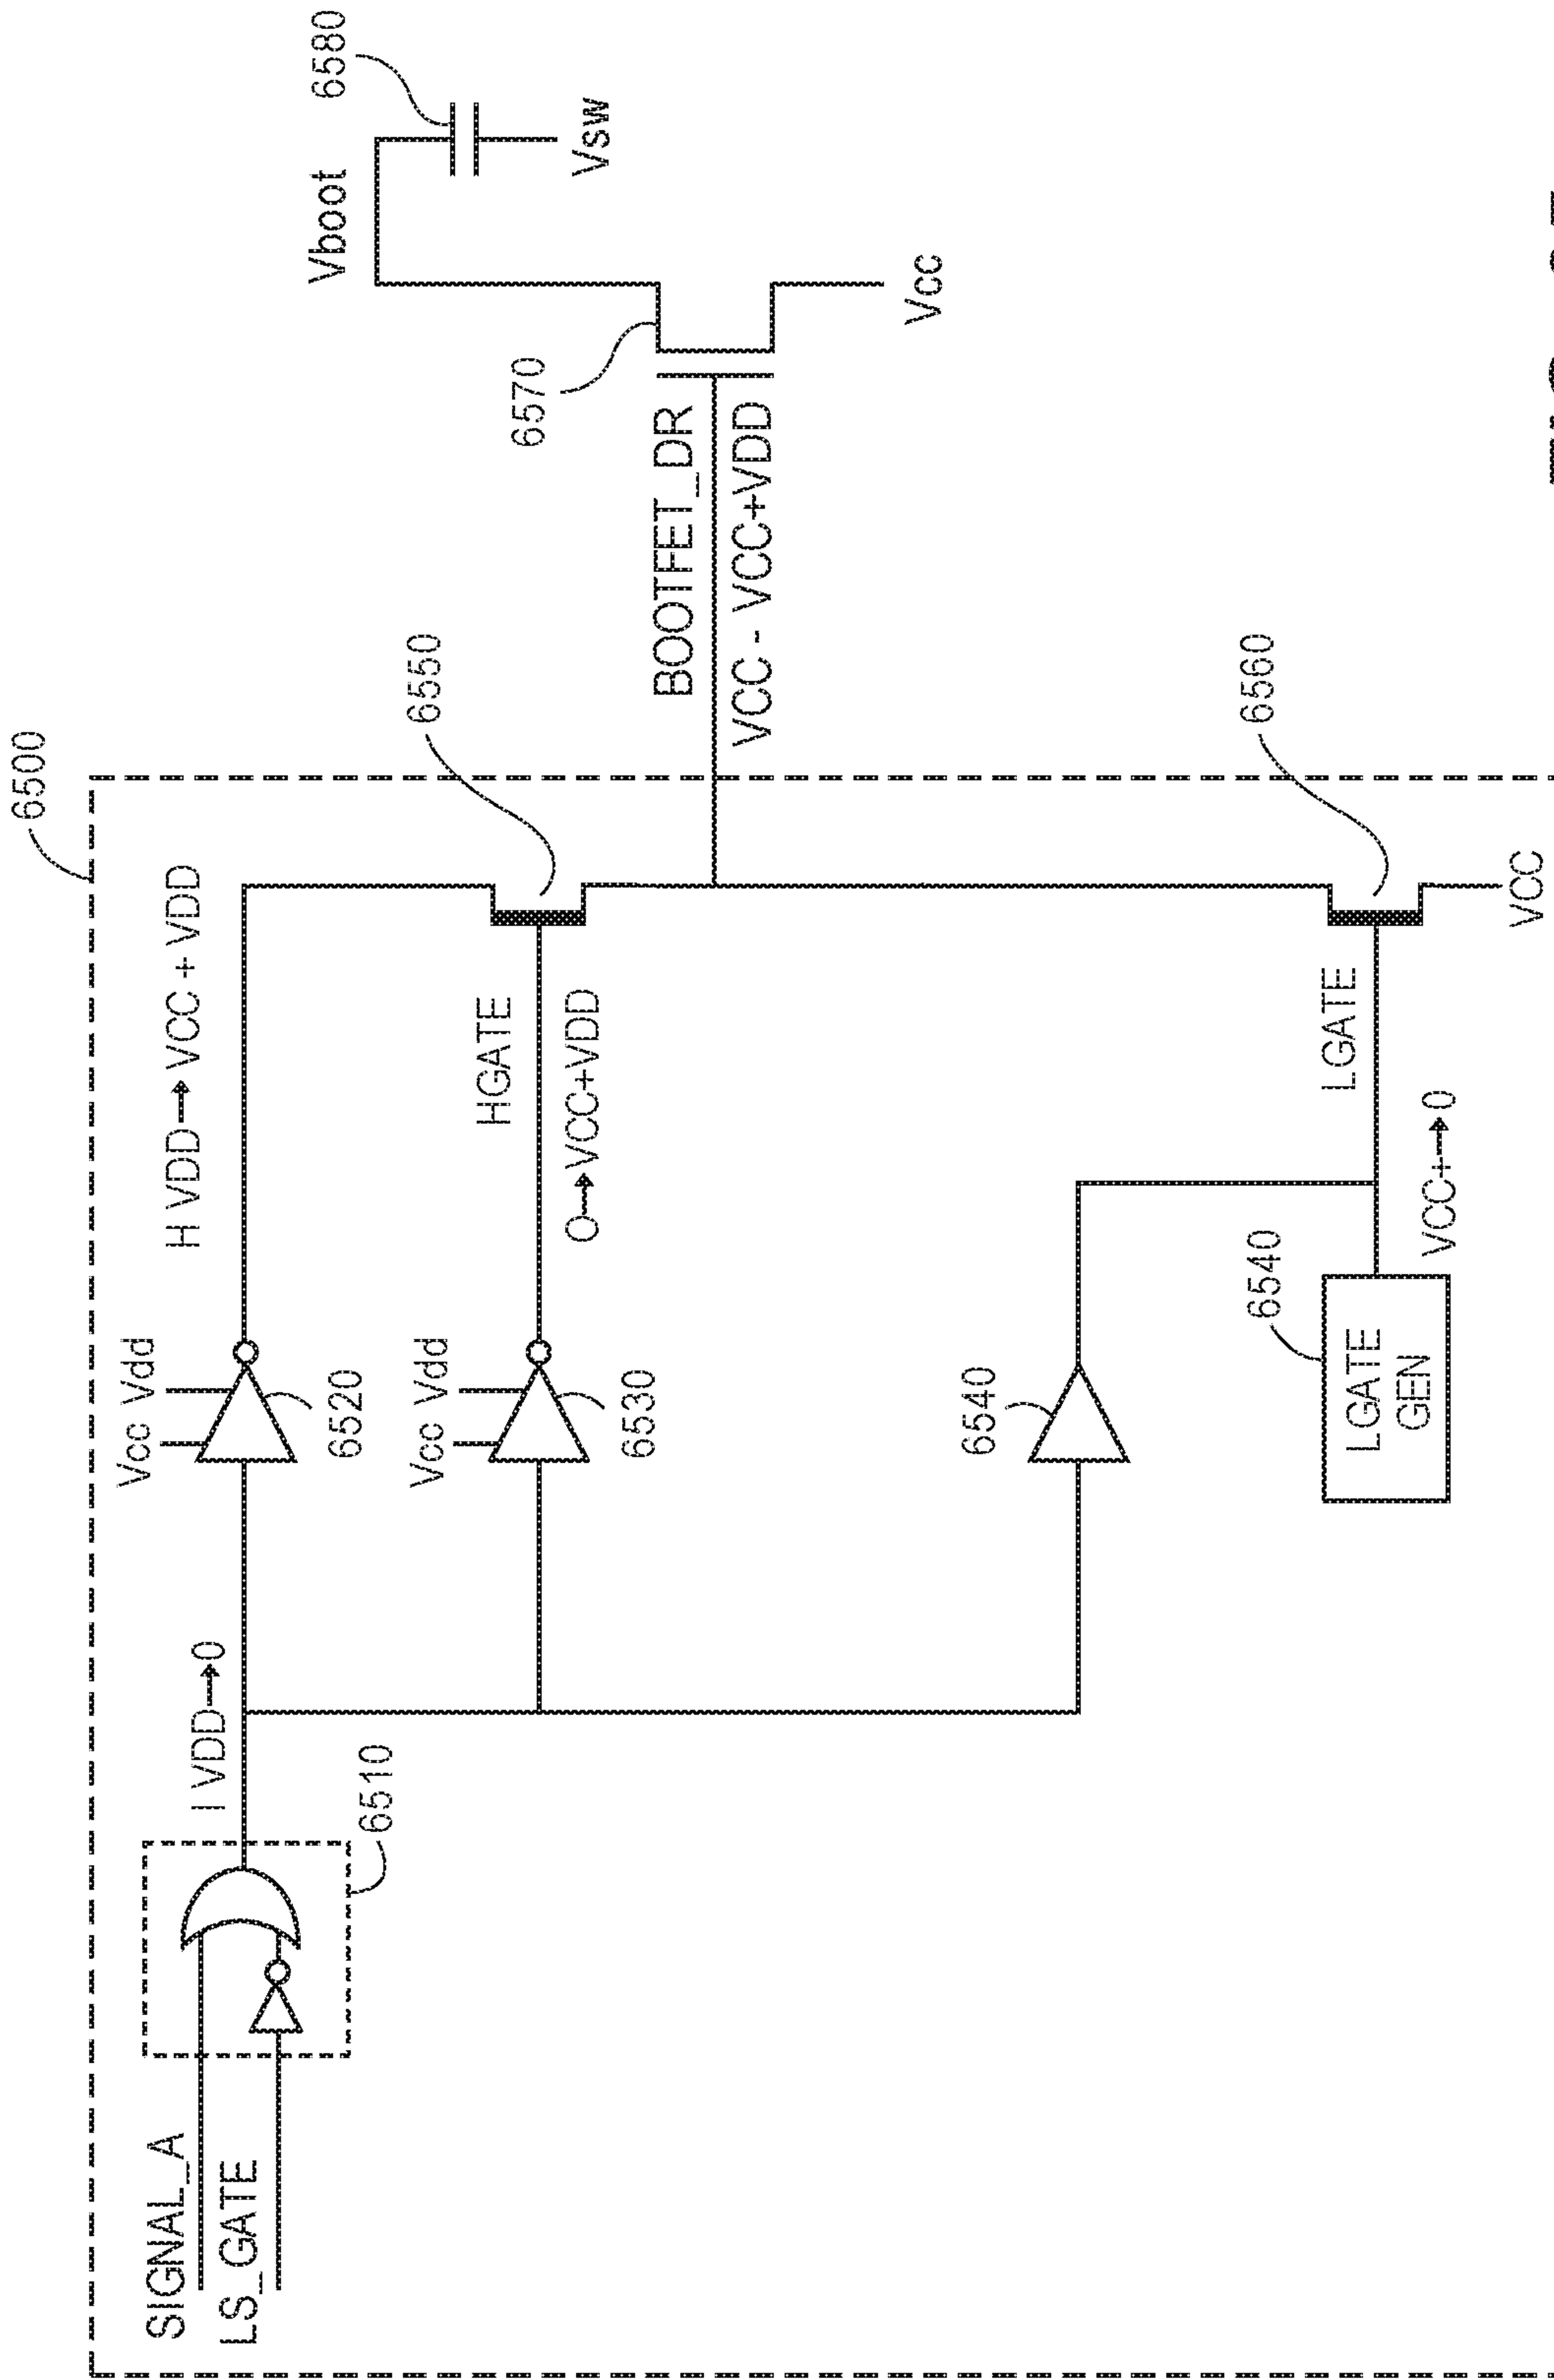 6500
SIGNAL_A
LS_GATE
6510
I VDD→0
Vcc Vdd
6520
H VDD→VCC + VDD
Vcc Vdd
6530
HGATE
O→VCC+VDD
6550
6540
LGATE
GEN
6540
VCC+→0
LGATE
6560
VCC
BOOTFET_DR
VCC - VCC+VDD
6570
Vcc
Vboot
6580
Vsw